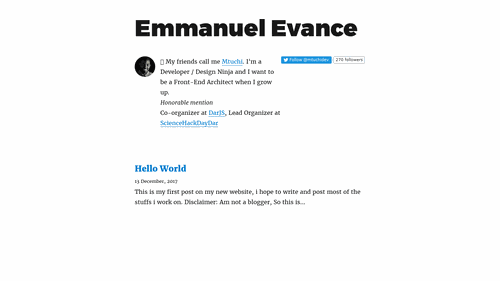 Emmanuel Evance
My friends call me Mtuchi. I'm a
Developer / Design Ninja and I want to
be a Front-End Architect when I grow
up.
Honorable mention
Co-organizer at DarJS, Lead Organizer at
ScienceHackDayDar
Follow @mtuchidev
270 followers
Hello World
13 December, 2017
This is my first post on my new website, i hope to write and post most of the
stuffs i work on. Disclaimer: Am not a blogger, So this is...